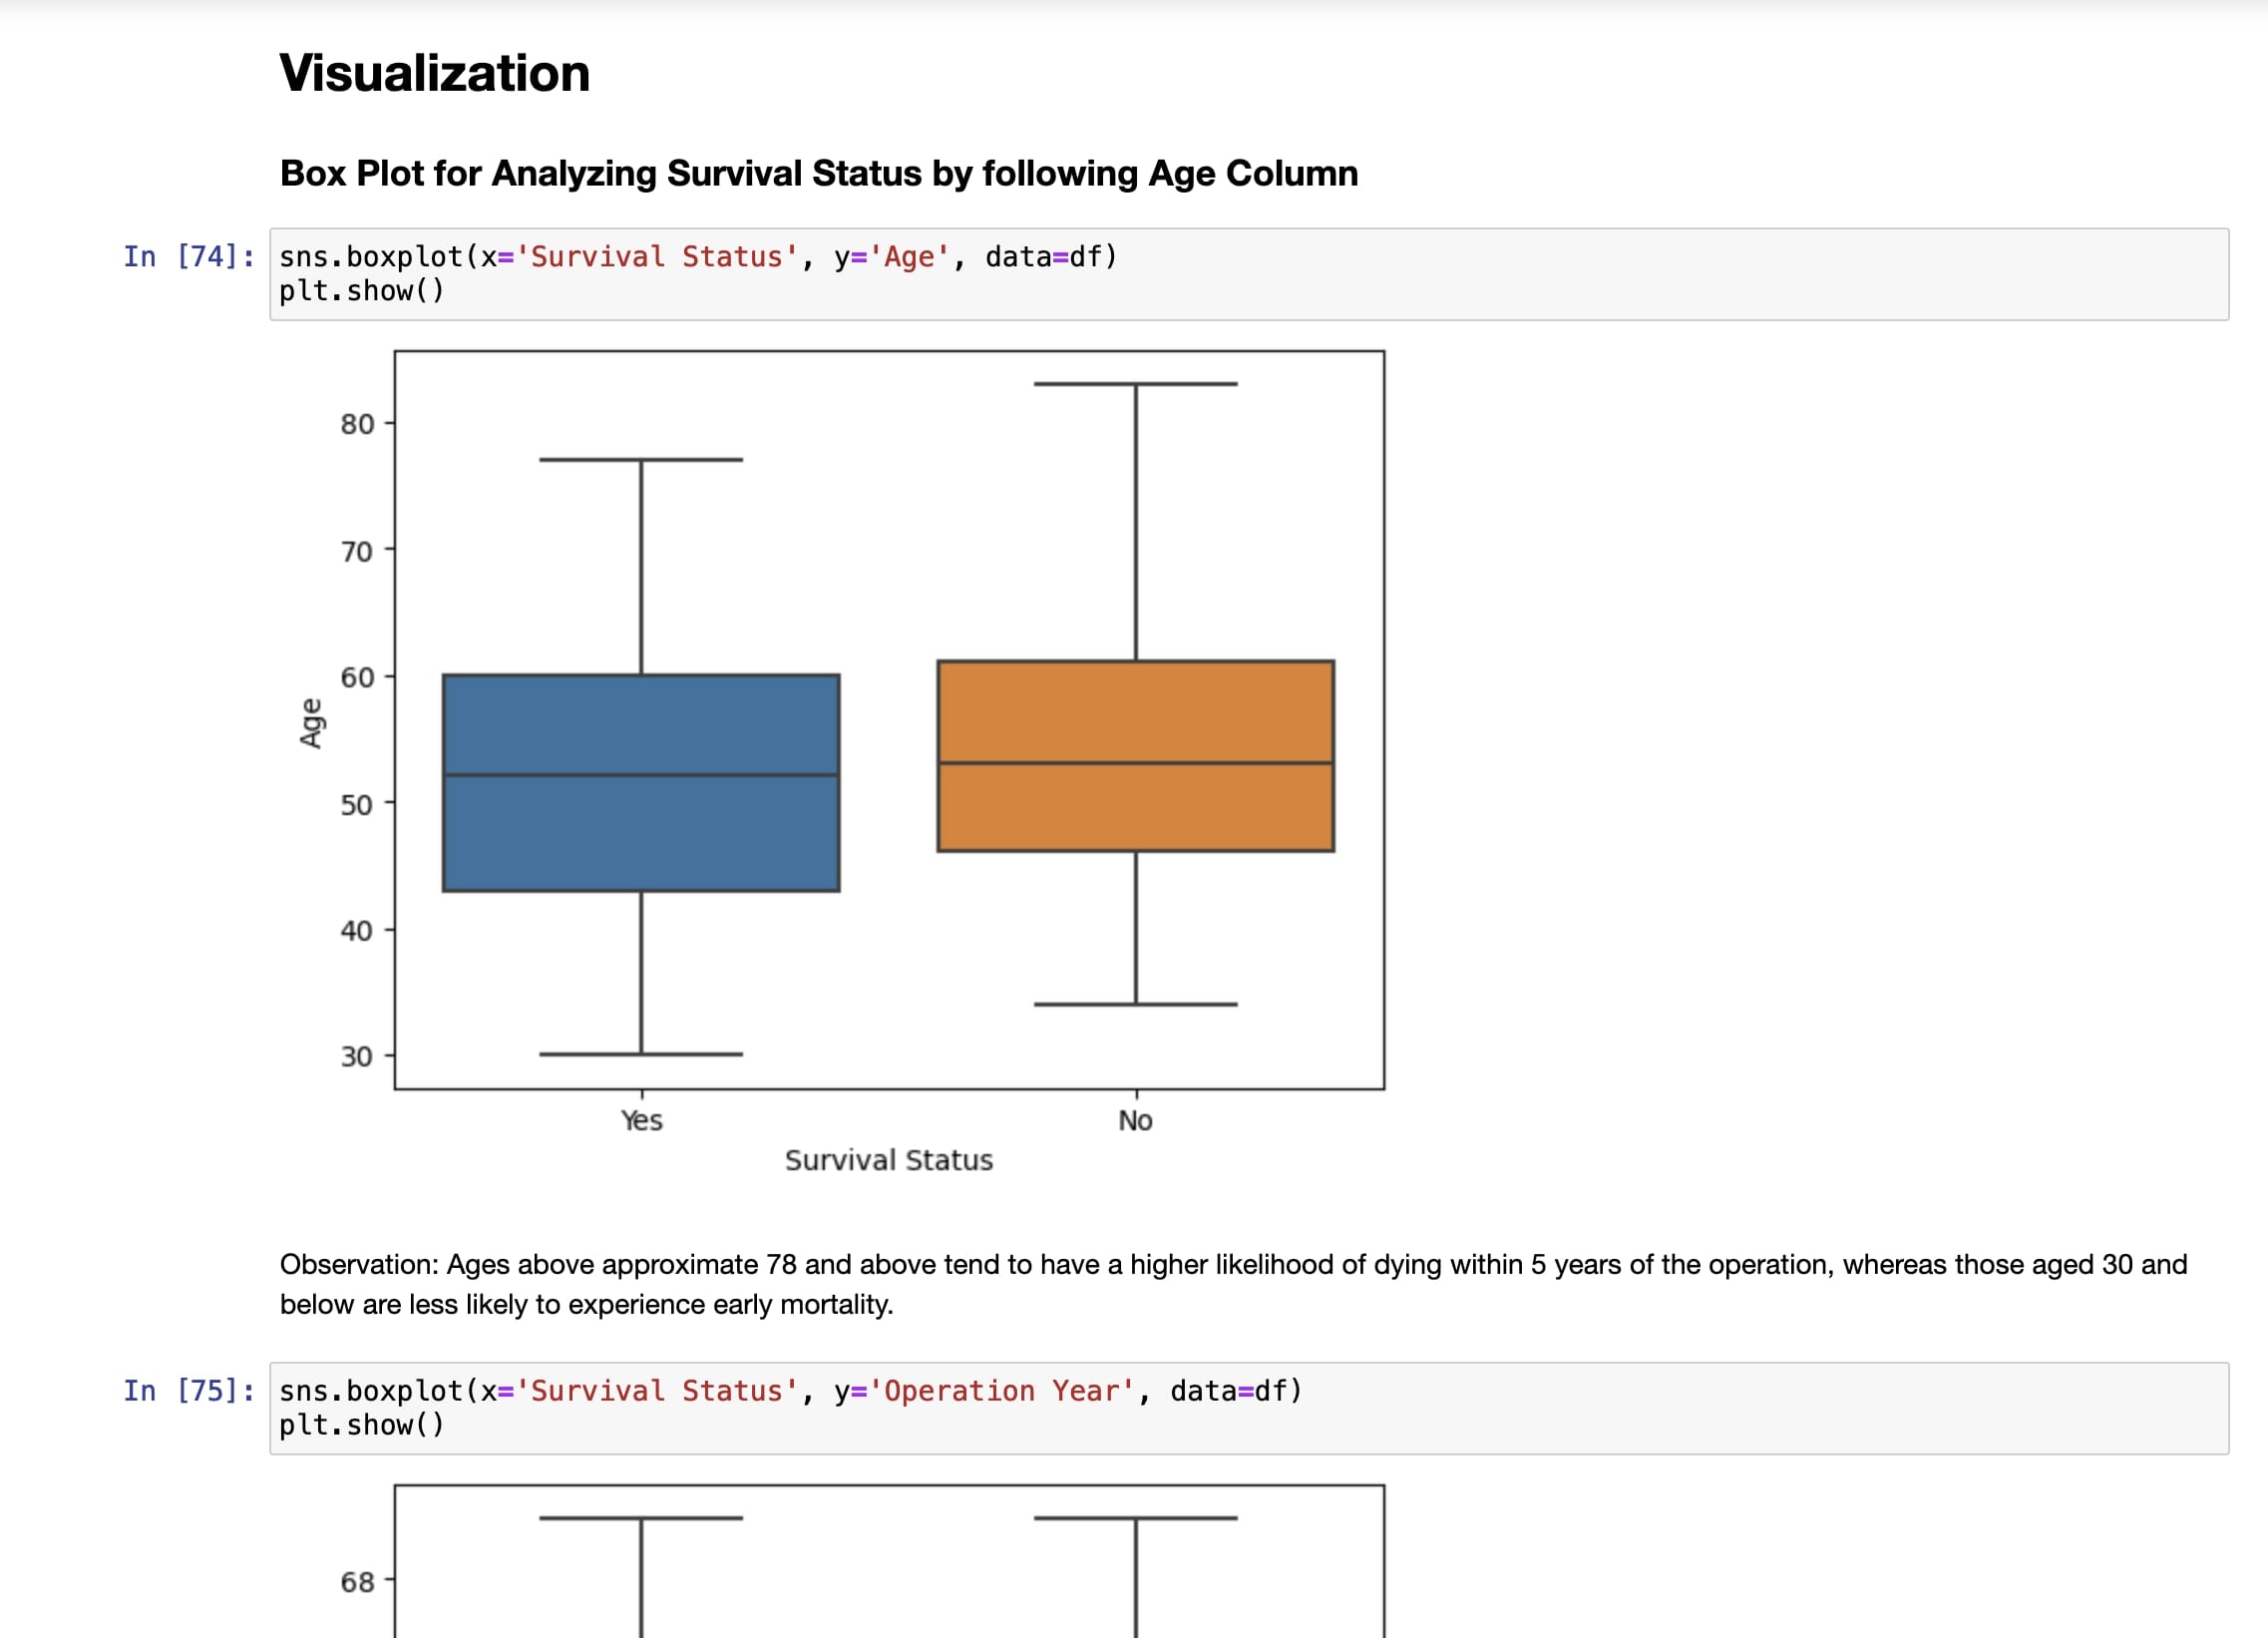 Visualization
Box Plot for Analyzing Survival Status by following Age Column
In [74]: sns.boxplot(x='Survival Status', y='Age', data=df)
plt.show()
80
70
60
50
40
30
Age
Yes No
Survival Status
Observation: Ages above approximate 78 and above tend to have a higher likelihood of dying within 5 years of the operation, whereas those aged 30 and
below are less likely to experience early mortality.
In [75]: sns.boxplot(x='Survival Status', y='Operation Year', data=df)
plt.show()
68